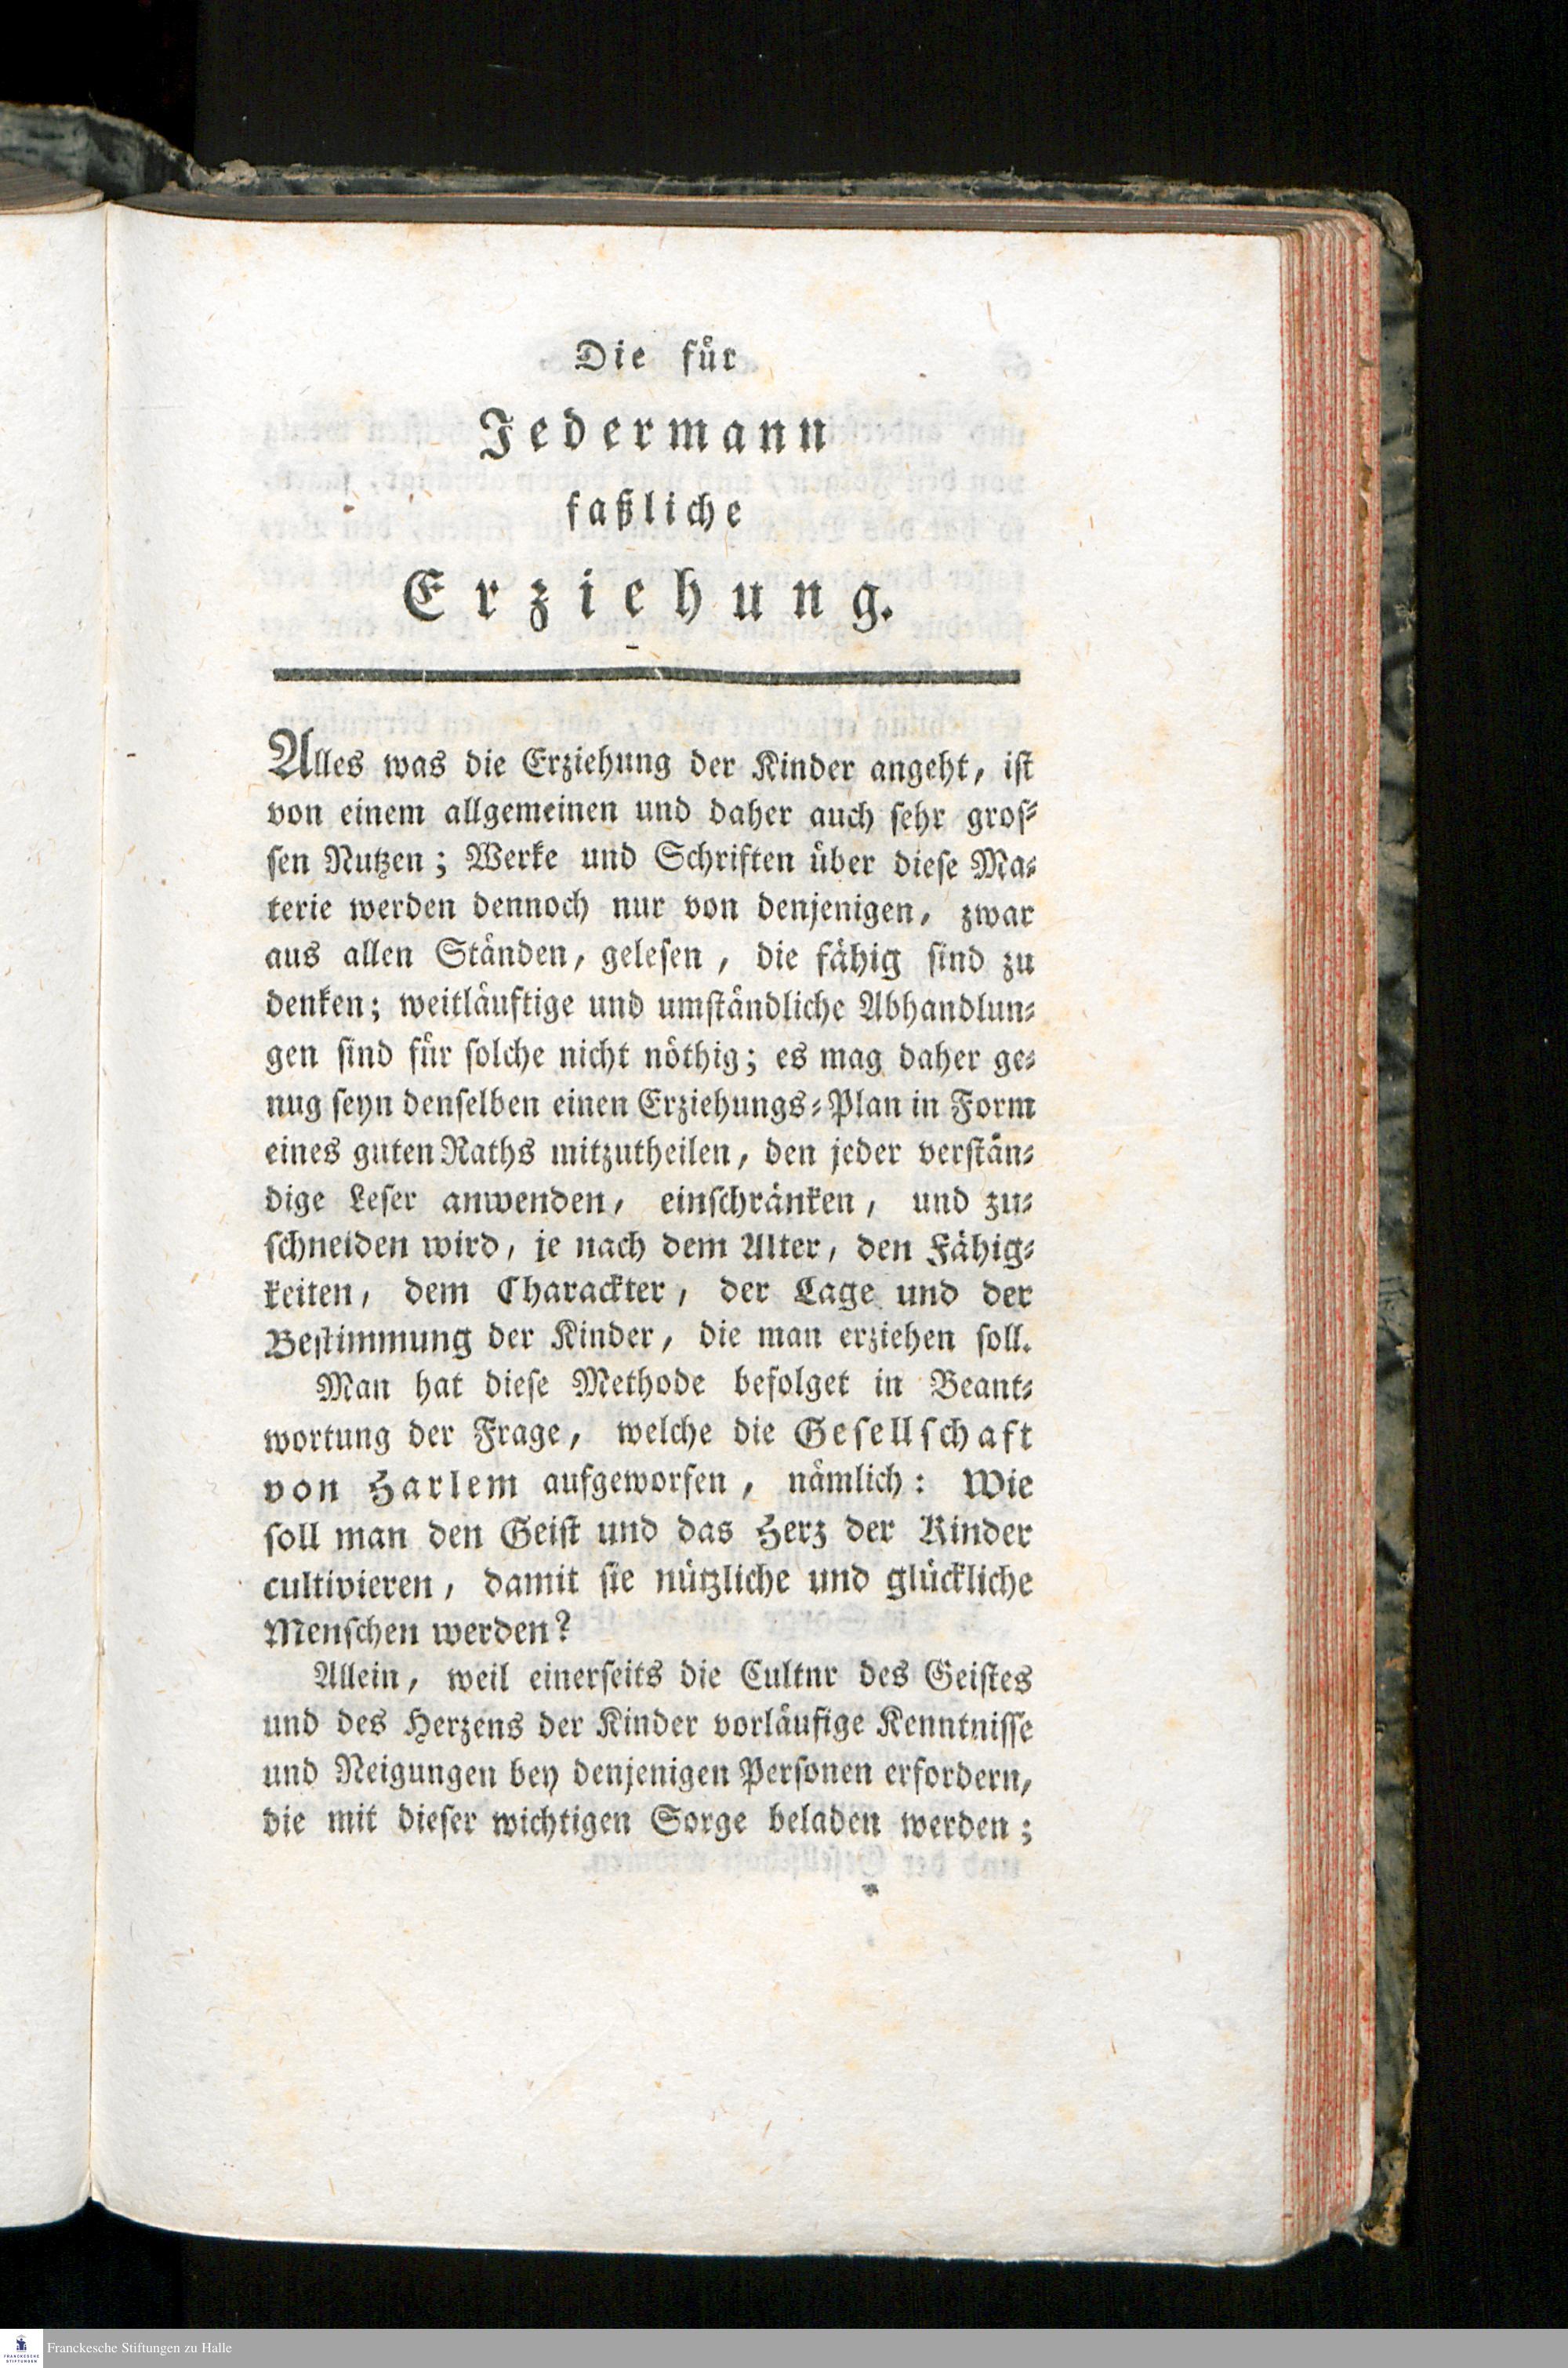 Die für
Jedermann
faßliche
Erziehung.
Alles was die Erziehung der Kinder angeht, ist
von einem allgemeinen und daher auch sehr gros-
sen Nutzen; Werke und Schriften über diese Ma-
terie werden dennoch nur von denjenigen, zwar
aus allen Ständen, gelesen, die fähig sind zu
denken; weitläuftige und umständliche Abhandlun-
gen sind für solche nicht nöthig; es mag daher ge-
nug seyn denselben einen Erziehungs-Plan in Form
eines guten Raths mitzutheilen, den jeder verstän-
dige Leser anwenden, einschränken, und zu-
schneiden wird, je nach dem Alter, den Fähig-
keiten, dem Charackter, der Lage und der
Bestimmung der Kinder, die man erziehen soll.
Man hat diese Methode befolget in Beant-
wortung der Frage, welche die Gesellschaft
von Harlem aufgeworfen, nämlich: Wie
soll man den Geist und das Herz der Kinder
cultivieren, damit sie nützliche und glückliche
Menschen werden?
Allein, weil einerseits die Cultnr des Geistes
und des Herzens der Kinder vorläufige Kenntnisse
und Neigungen bey denjenigen Personen erfordern,
die mit dieser wichtigen Sorge beladen werden;
FRANCKESCHE
STIFTUNGEN
Franckesche Stiftungen zu Halle